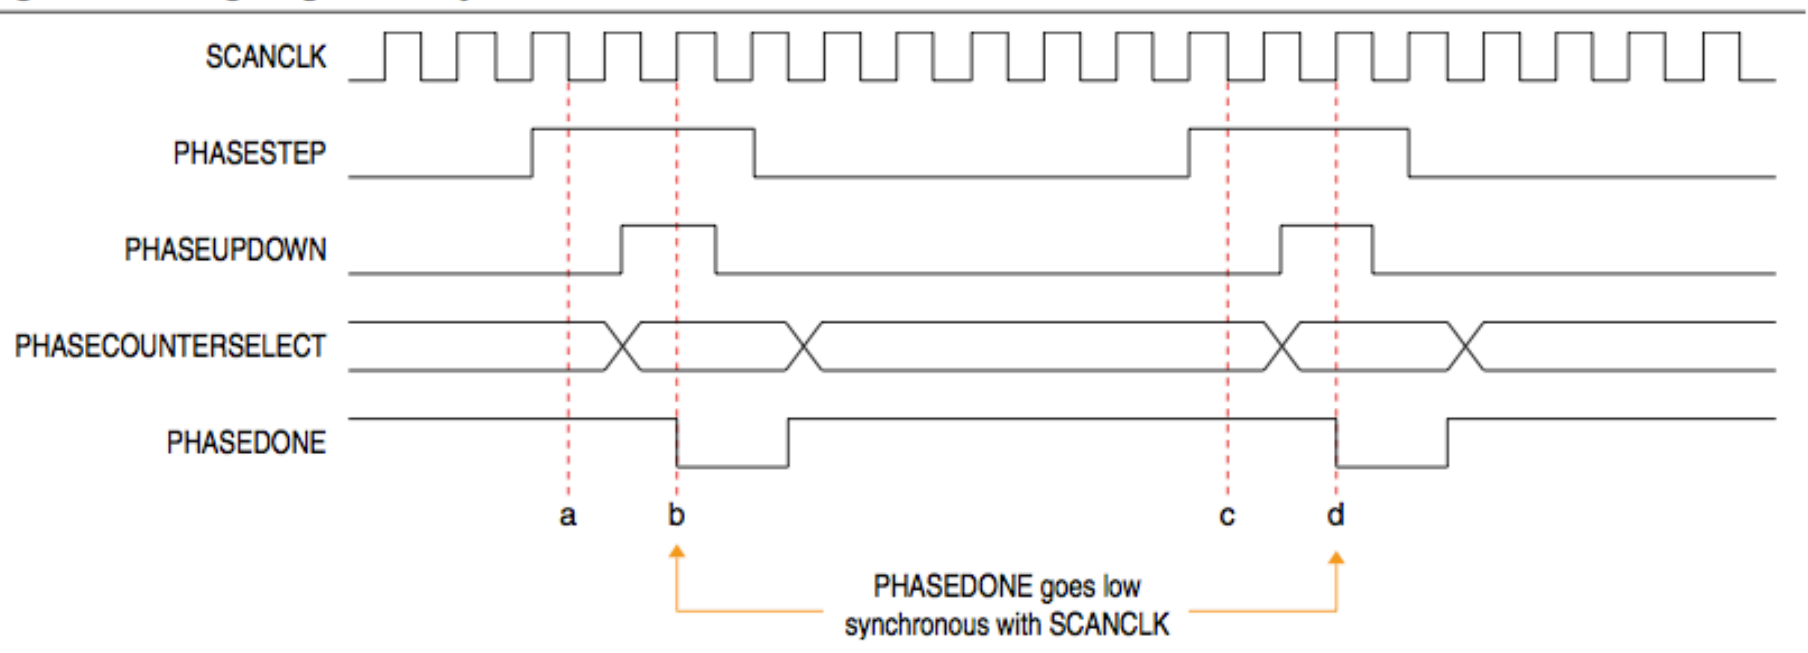 SCANCLK
PHASESTEP
PHASEUPDOWN
PHASECOUNTERSELECT
PHASEDONE
a b c d
PHASEDONE goes low
synchronous with SCANCLK